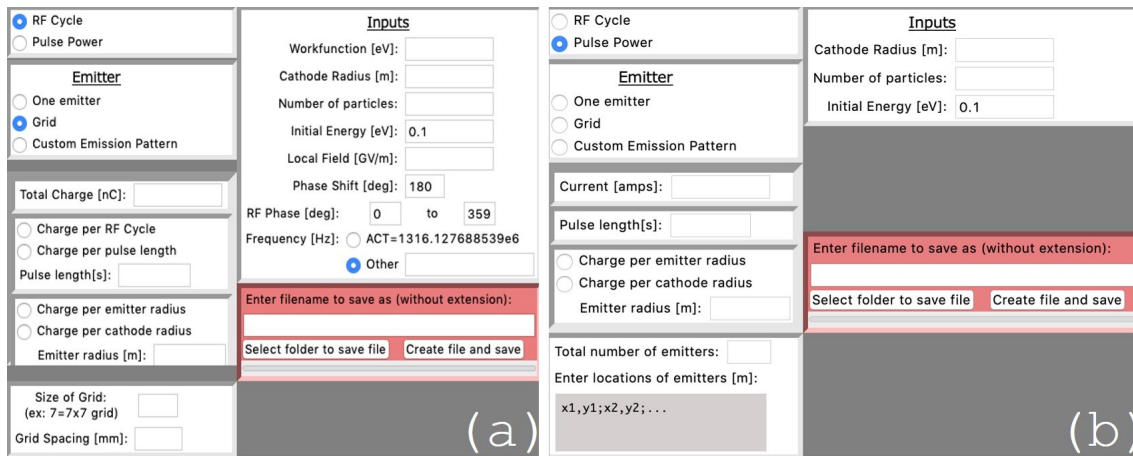 RF Cycle
Pulse Power
Emitter
One emitter
Grid
Custom Emission Pattern
Total Charge [nC]:
Charge per RF Cycle
Charge per pulse length
Pulse length[s]:
Charge per emitter radius
Charge per cathode radius
Emitter radius [m]:
Size of Grid:
(ex: 7=7x7 grid)
Grid Spacing [mm]:
Inputs
Workfunction [eV]:
Cathode Radius [m]:
Number of particles:
Initial Energy [eV]: 0.1
Local Field [GV/m]:
Phase Shift [deg]: 180
RF Phase [deg]: 0 to 359
Frequency [Hz]: ACT=1316.127688539e6
Other
Enter filename to save as (without extension):
Select folder to save file Create file and save
(a)
RF Cycle
Pulse Power
Emitter
One emitter
Grid
Custom Emission Pattern
Current [amps]:
Pulse length[s]:
Charge per emitter radius
Charge per cathode radius
Emitter radius [m]:
Total number of emitters:
Enter locations of emitters [m]:
x1,y1;x2,y2;...
Inputs
Cathode Radius [m]:
Number of particles:
Initial Energy [eV]: 0.1
Enter filename to save as (without extension):
Select folder to save file Create file and save
(b)